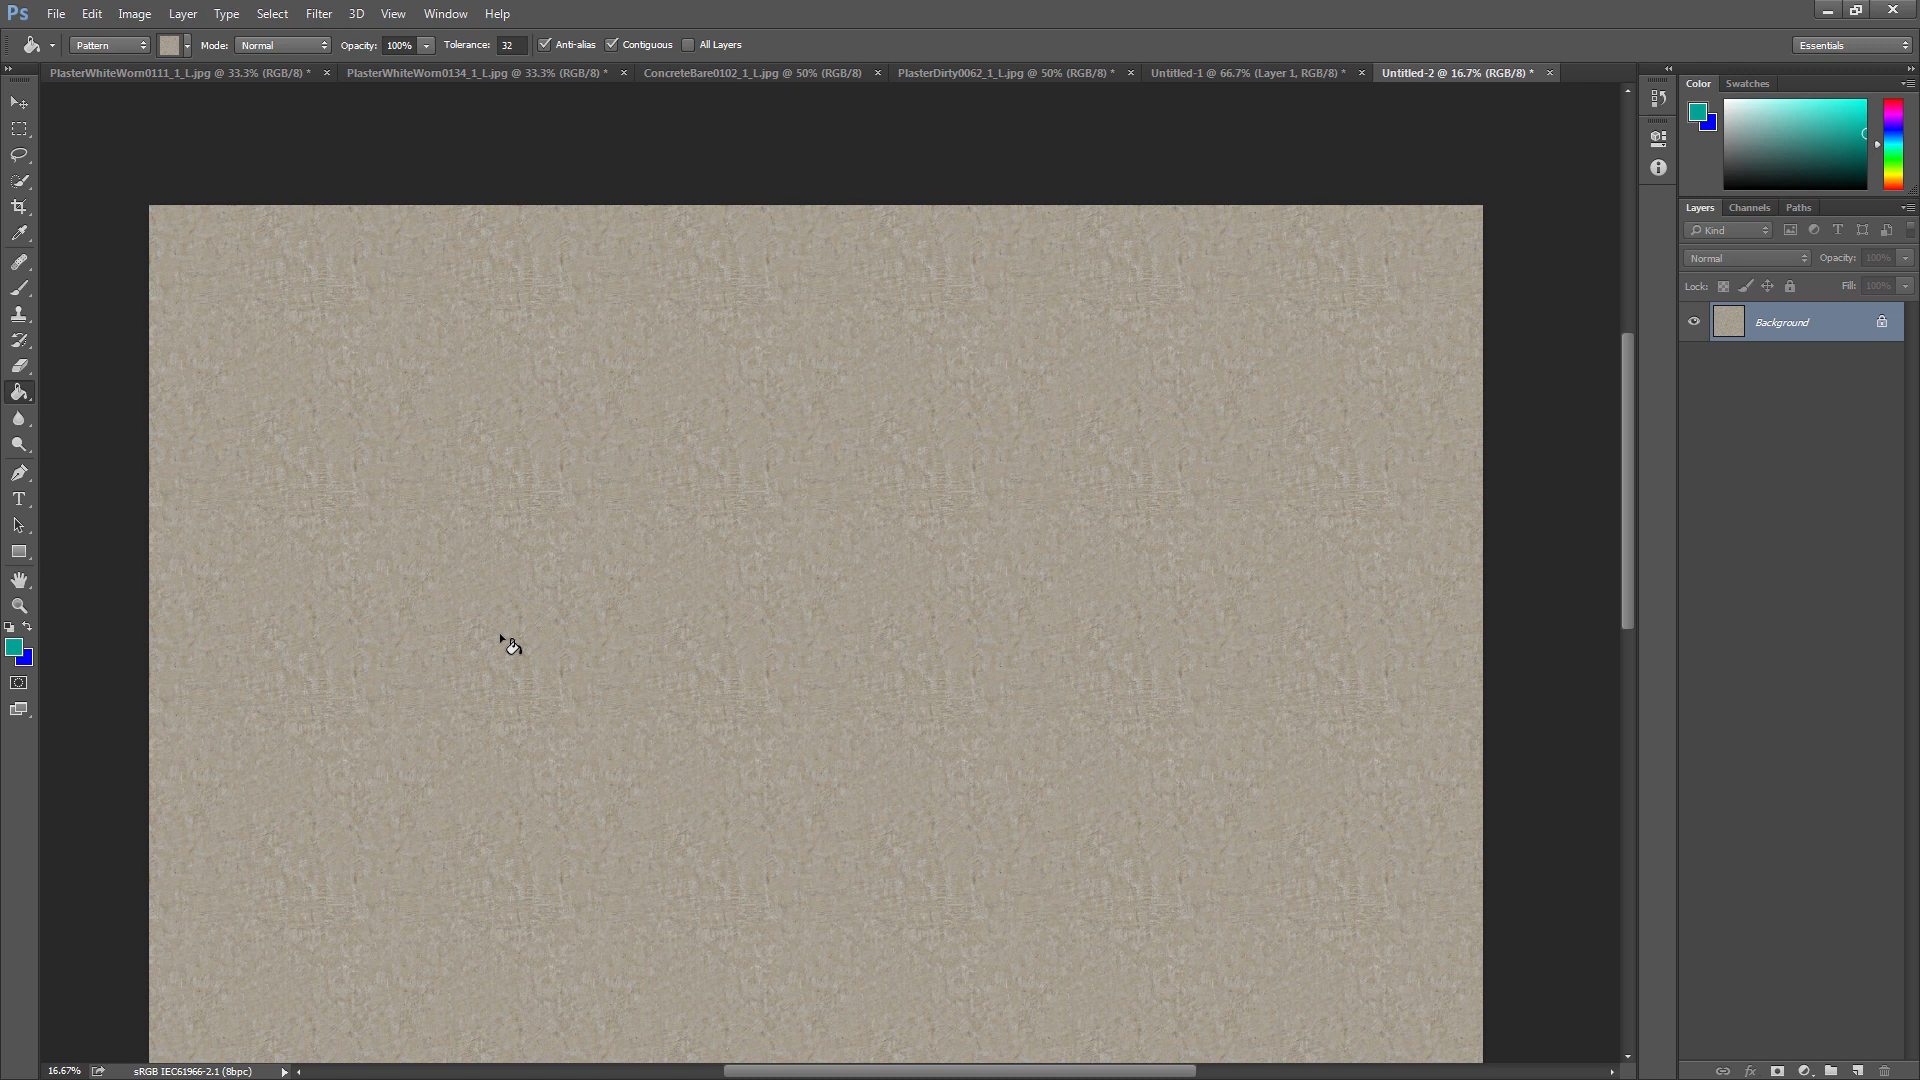 Ps File Edit Image Layer Type Select Filter 3D View Window Help
Pattern Mode: Normal Opacity: 100% Tolerance: 32 Anti-alias Contiguous All Layers Essentials
PlasterWhiteWorn0111_1_L.jpg @ 33.3% (RGB/8) * PlasterWhiteWorn0134_1_L.jpg @ 33.3% (RGB/8) * ConcreteBare0102_1_L.jpg @ 50% (RGB/8) PlasterDirty0062_1_L.jpg @ 50% (RGB/8) * Untitled-1 @ 66.7% (Layer 1, RGB/8) * Untitled-2 @ 16.7% (RGB/8) *
Color Swatches
Layers Channels Paths
Kind
Normal Opacity: 100%
Lock: Fill: 100%
Background
16.67% sRGB IEC61966-2.1 (8bpc)